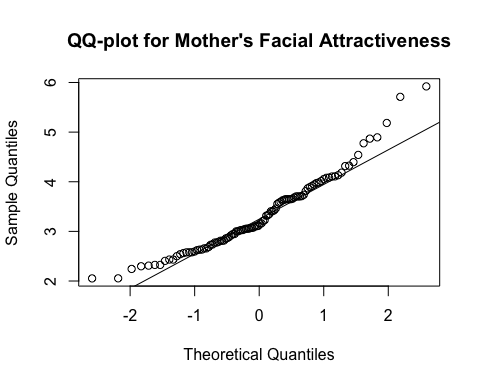 QQ-plot for Mother's Facial Attractiveness
Sample Quantiles
6
5
4
3
2
-2 -1 0 1 2
Theoretical Quantiles